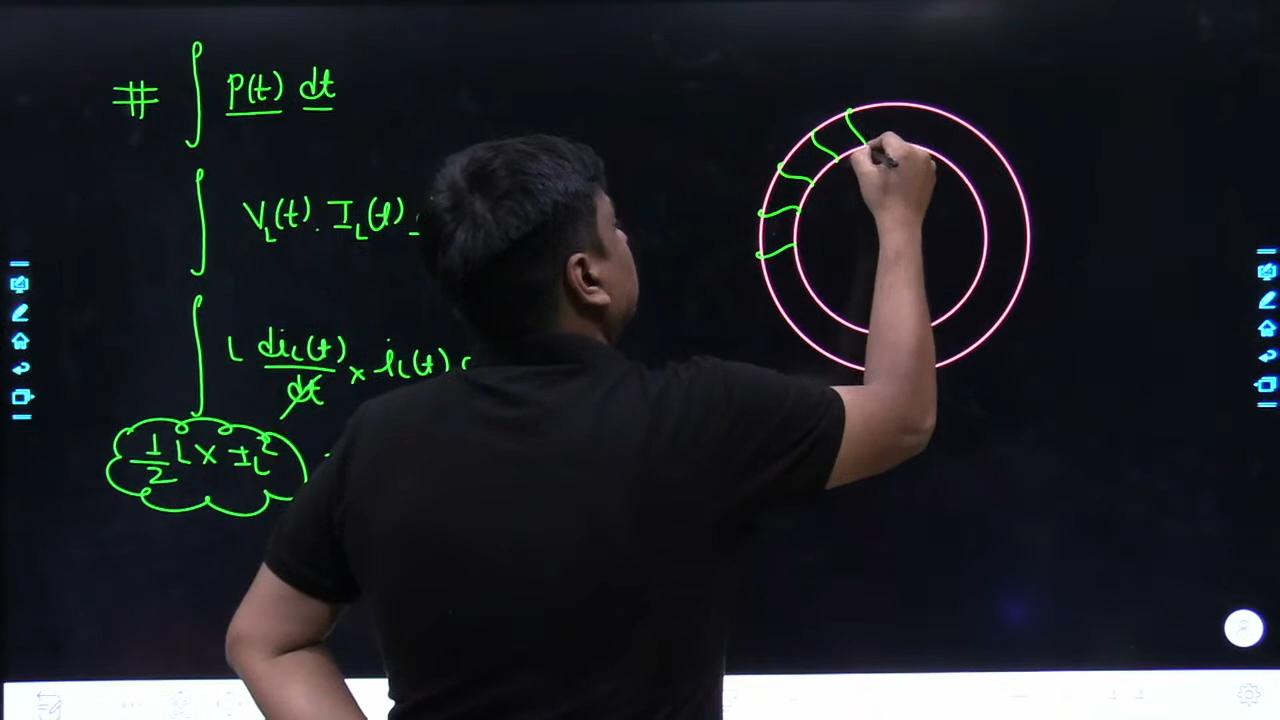 # ∫ P(t) dt
∫ V_L(t) . I_L(t)
∫ L di_L(t)/dt × i_L(t)
1/2 L × I_L^2